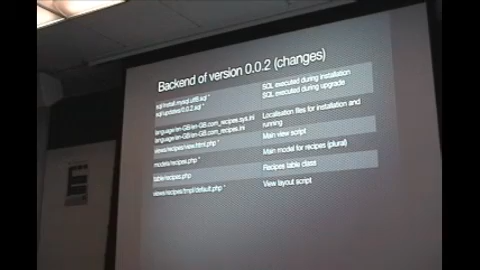 Backend of version 0.0.2 (changes)
sql/install.mysql.utf8.sql * SQL executed during installation
sql/updates/0.0.2.sql * SQL executed during upgrade
language/en-GB/en-GB.com_recipes.sys.ini Localisation files for installation and
language/en-GB/en-GB.com_recipes.ini running
views/recipes/view.html.php * Main view script
models/recipes.php * Main model for recipes (plural)
table/recipes.php Recipes table class
views/recipes/tmpl/default.php * View layout script